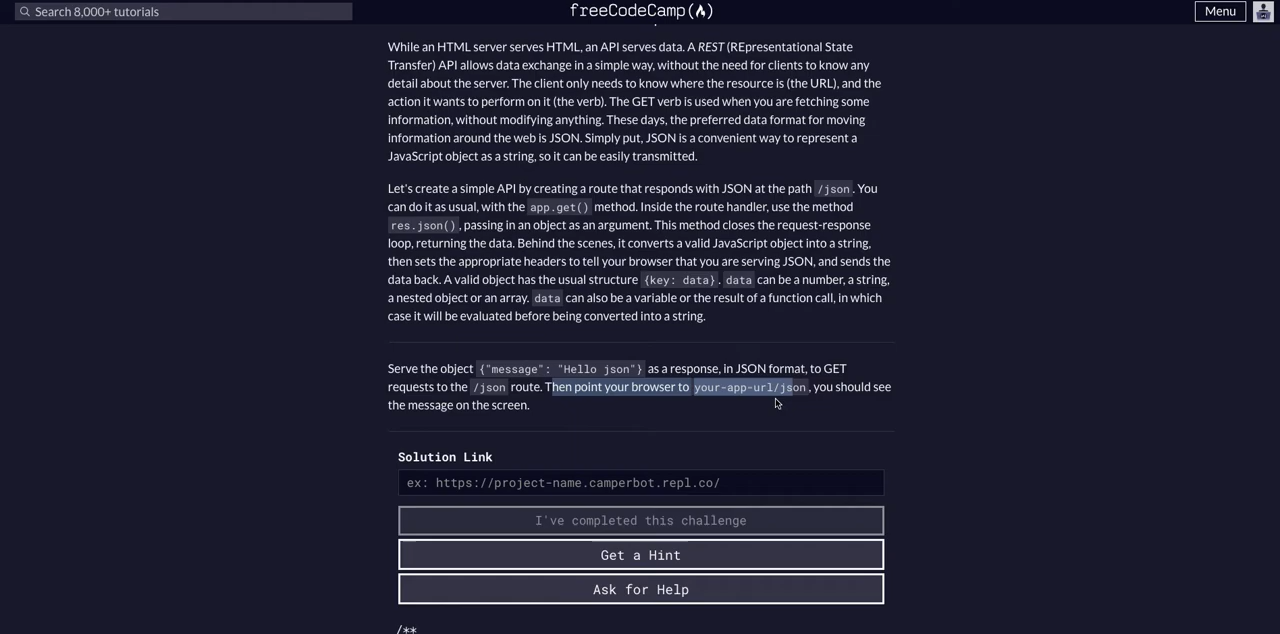 Search 8,000+ tutorials
freeCodeCamp(🔥)
Menu
While an HTML server serves HTML, an API serves data. A REST (REpresentational State
Transfer) API allows data exchange in a simple way, without the need for clients to know any
detail about the server. The client only needs to know where the resource is (the URL), and the
action it wants to perform on it (the verb). The GET verb is used when you are fetching some
information, without modifying anything. These days, the preferred data format for moving
information around the web is JSON. Simply put, JSON is a convenient way to represent a
JavaScript object as a string, so it can be easily transmitted.
Let's create a simple API by creating a route that responds with JSON at the path /json. You
can do it as usual, with the app.get() method. Inside the route handler, use the method
res.json(), passing in an object as an argument. This method closes the request-response
loop, returning the data. Behind the scenes, it converts a valid JavaScript object into a string,
then sets the appropriate headers to tell your browser that you are serving JSON, and sends the
data back. A valid object has the usual structure {key: data}. data can be a number, a string,
a nested object or an array. data can also be a variable or the result of a function call, in which
case it will be evaluated before being converted into a string.
Serve the object {"message": "Hello json"} as a response, in JSON format, to GET
requests to the /json route. Then point your browser to your-app-url/json, you should see
the message on the screen.
Solution Link
ex: https://project-name.camperbot.repl.co/
I've completed this challenge
Get a Hint
Ask for Help
/**